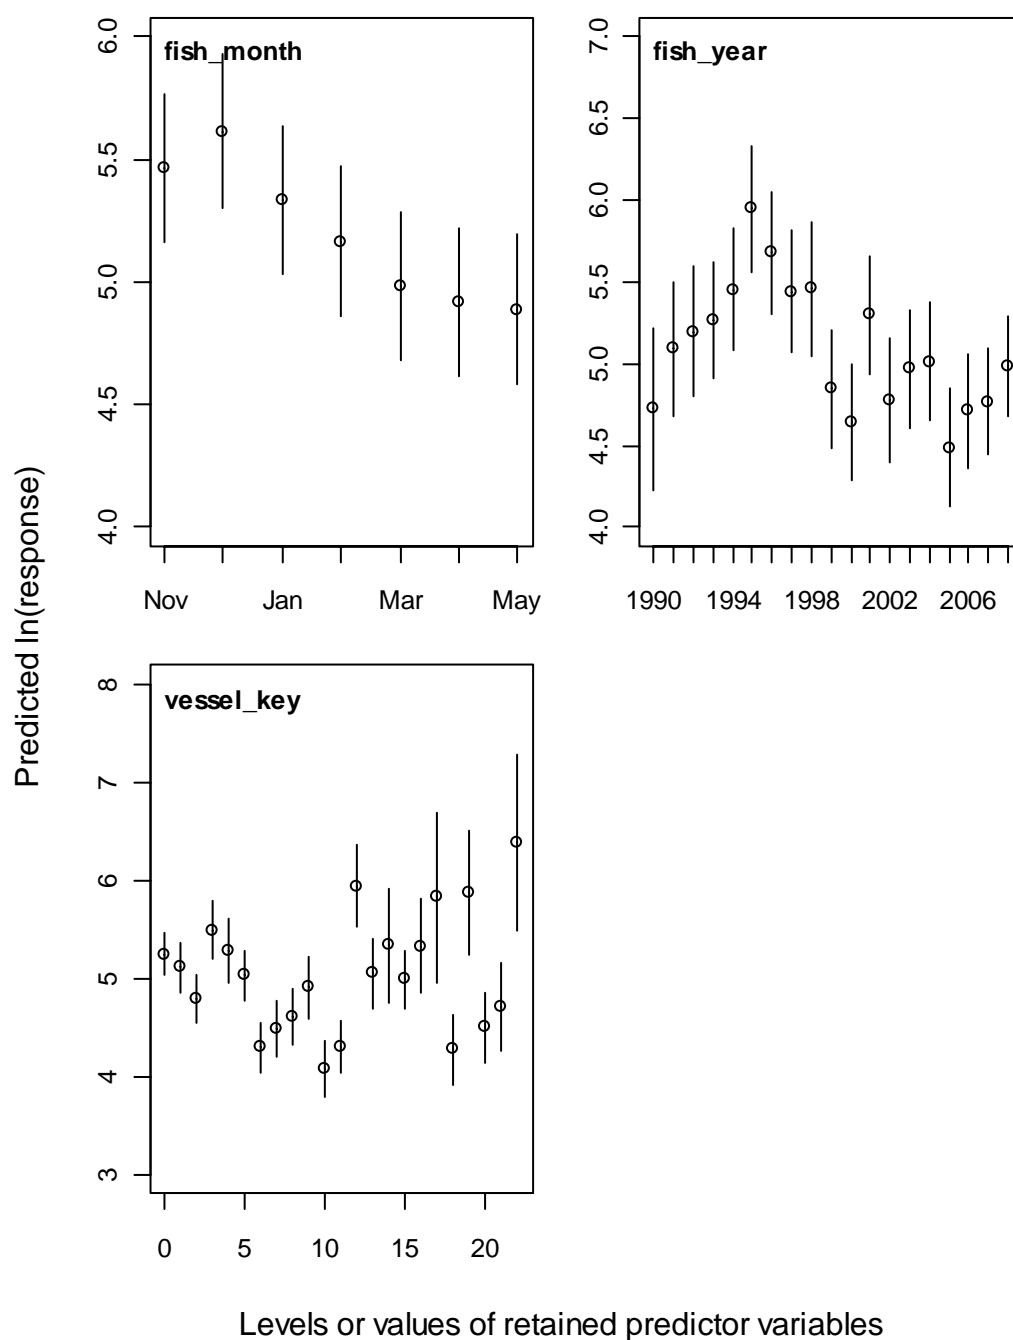 fish_month
6.0
5.5
5.0
4.5
4.0
Nov Jan Mar May
fish_year
7.0
6.5
6.0
5.5
5.0
4.5
4.0
1990 1994 1998 2002 2006
vessel_key
8
7
6
5
4
3
0 5 10 15 20
Predicted ln(response)
Levels or values of retained predictor variables